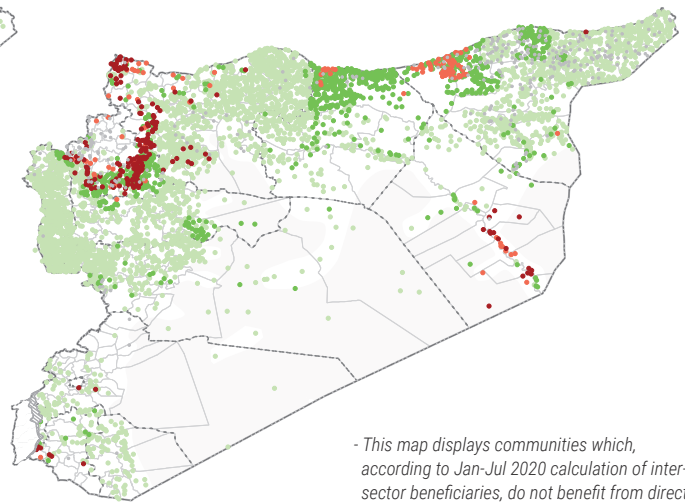 - This map displays communities which,
according to Jan-Jul 2020 calculation of inter-
sector beneficiaries, do not benefit from direct